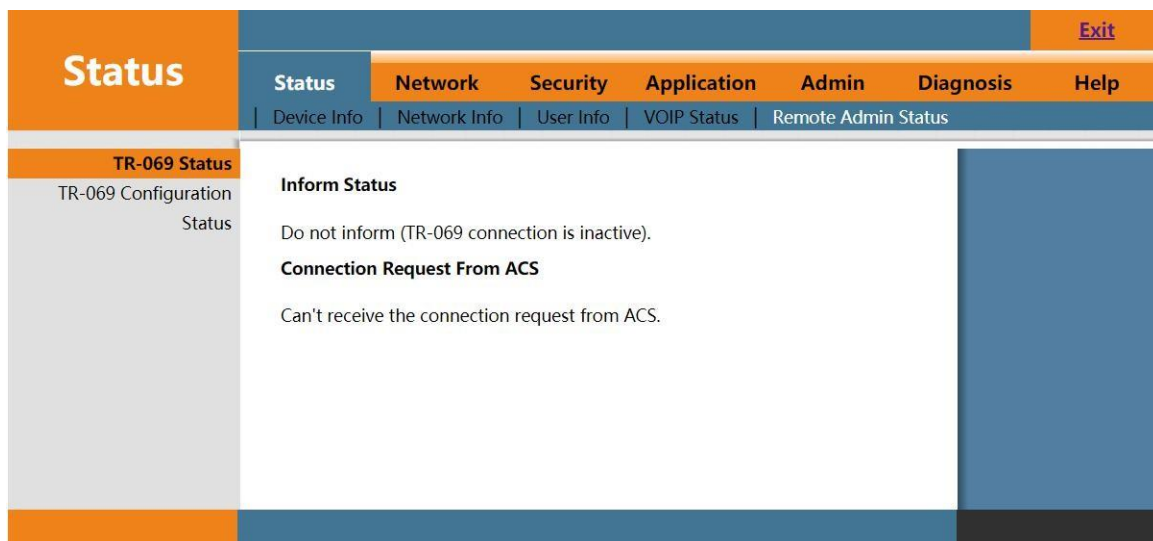 Exit
Status
Status Network Security Application Admin Diagnosis Help
Device Info | Network Info | User Info | VOIP Status | Remote Admin Status
TR-069 Status
TR-069 Configuration
Status
Inform Status
Do not inform (TR-069 connection is inactive).
Connection Request From ACS
Can't receive the connection request from ACS.